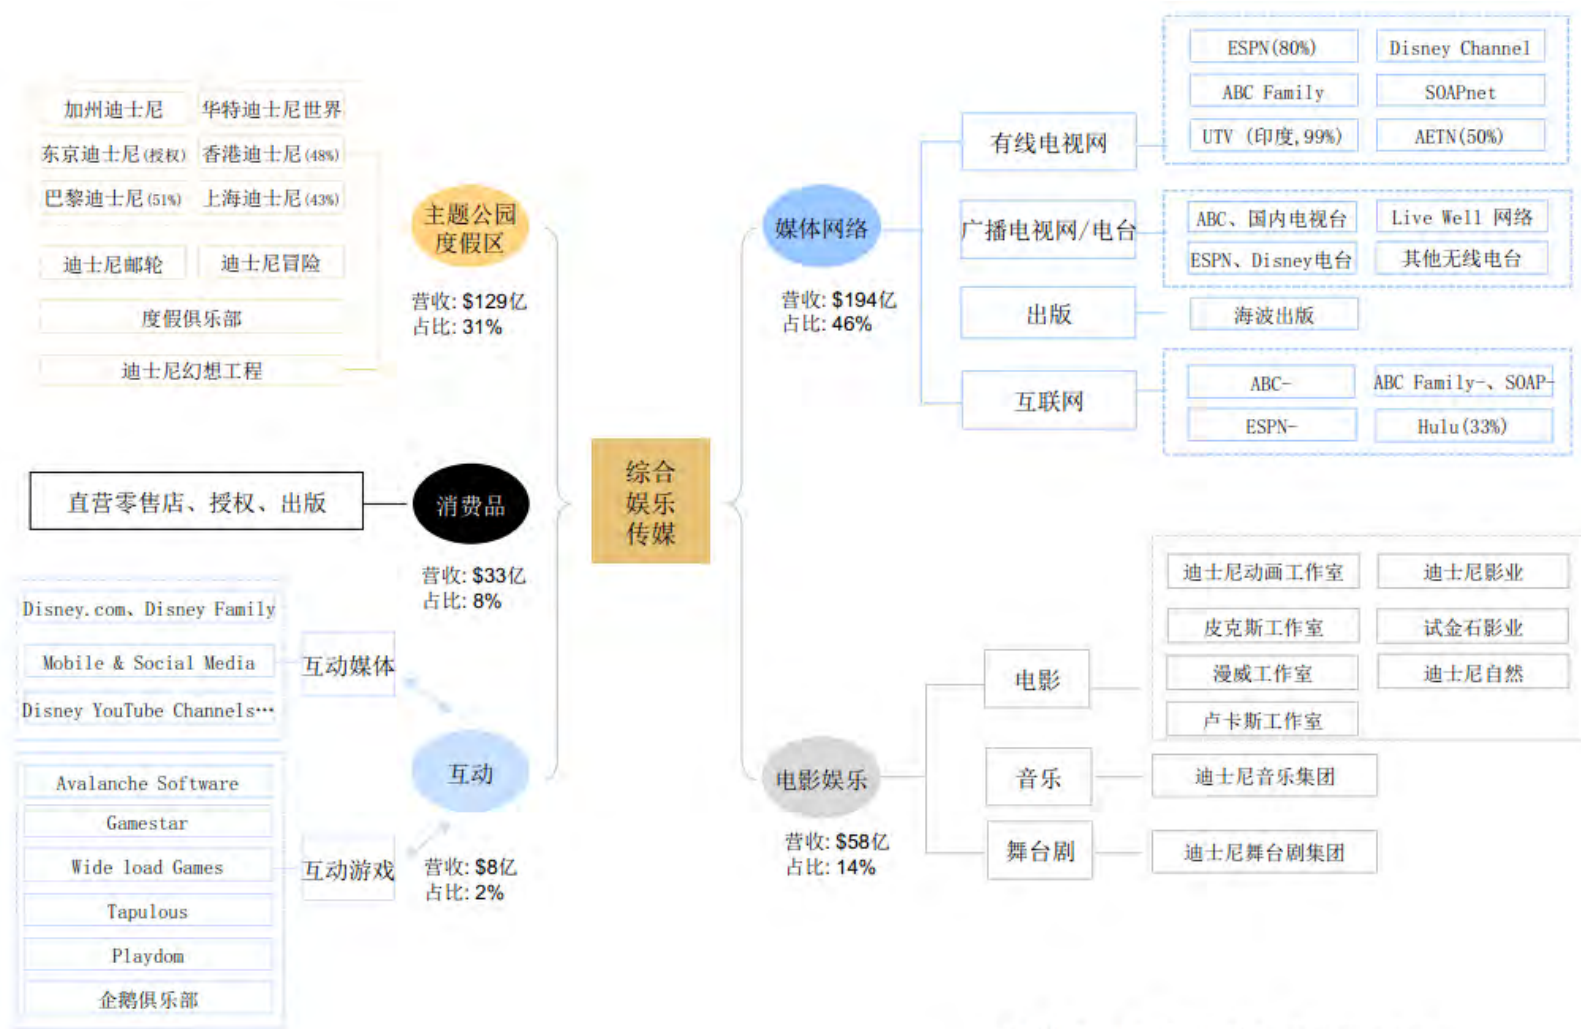 加州迪士尼
华特迪士尼世界
东京迪士尼(授权)
香港迪士尼(48%)
巴黎迪士尼(51%)
上海迪士尼(43%)
迪士尼邮轮
迪士尼冒险
度假俱乐部
迪士尼幻想工程
主题公园
度假区
营收: $129亿
占比: 31%
直营零售店、授权、出版
消费品
营收: $33亿
占比: 8%
Disney.com、Disney Family
Mobile & Social Media
Disney YouTube Channels…
互动媒体
互动
营收: $8亿
占比: 2%
Avalanche Software
Gamestar
Wide load Games
Tapulous
Playdom
企鹅俱乐部
互动游戏
综合
娱乐
传媒
媒体网络
营收: $194亿
占比: 46%
有线电视网
ESPN(80%)
Disney Channel
ABC Family
SOAPnet
UTV (印度,99%)
AETN(50%)
广播电视网/电台
ABC、国内电视台
Live Well 网络
ESPN、Disney电台
其他无线电台
出版
海波出版
互联网
ABC-
ABC Family-、SOAP-
ESPN-
Hulu(33%)
电影娱乐
营收: $58亿
占比: 14%
电影
迪士尼动画工作室
迪士尼影业
皮克斯工作室
试金石影业
漫威工作室
迪士尼自然
卢卡斯工作室
音乐
迪士尼音乐集团
舞台剧
迪士尼舞台剧集团